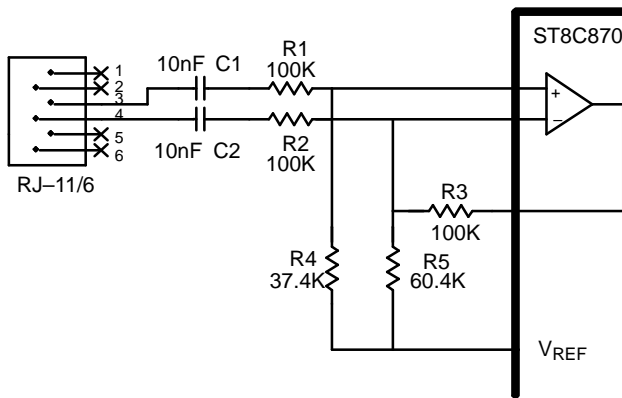 ST8C870
R1
10nF C1
100K
1
2
3
4
5
6
10nF C2
R2
100K
RJ–11/6
+
–
R3
100K
R4
37.4K
R5
60.4K
VREF